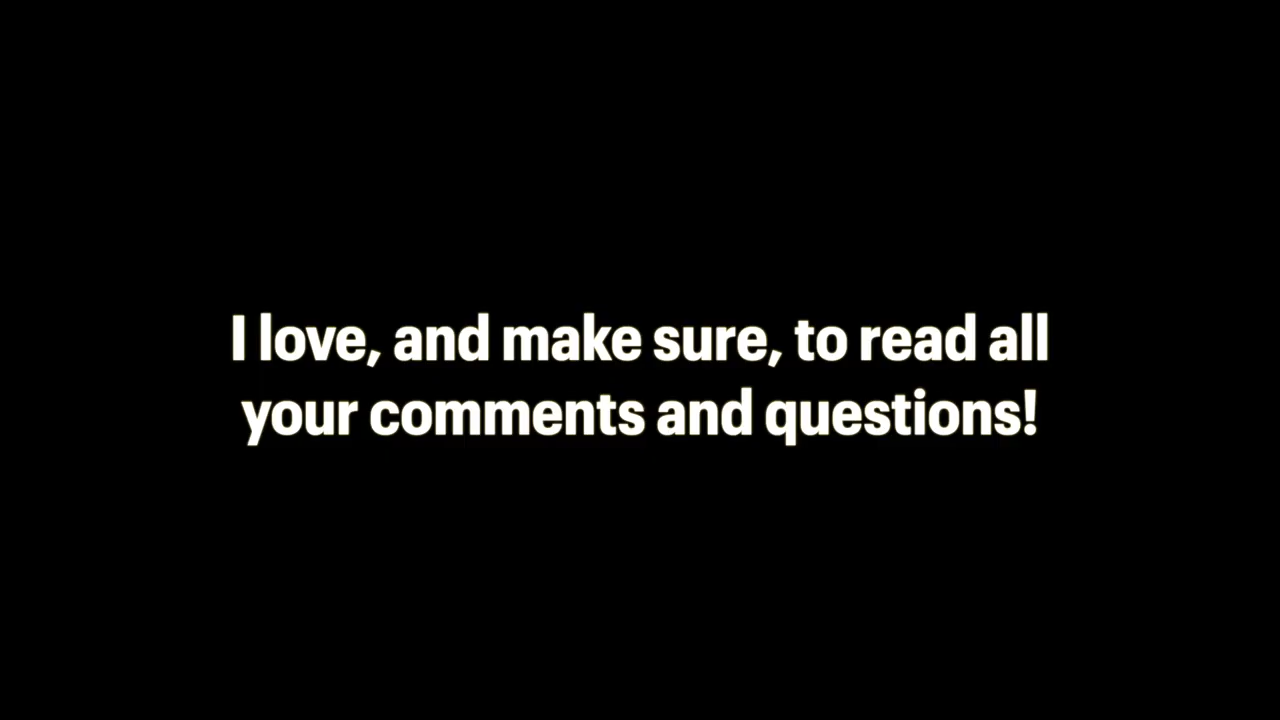 I love, and make sure, to read all
your comments and questions!